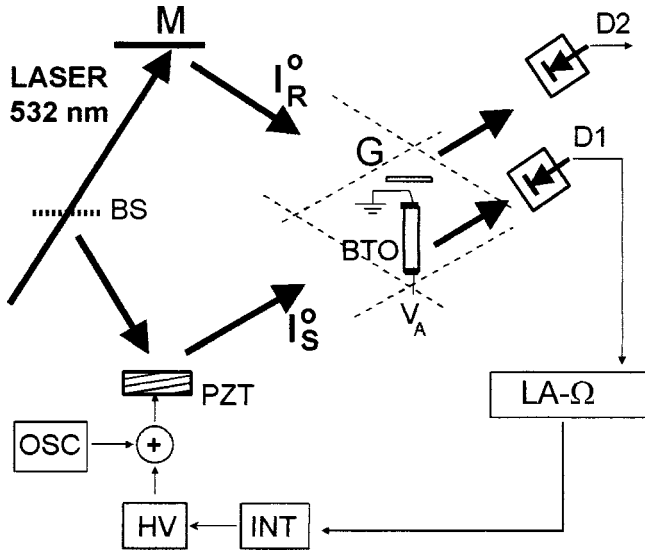 M
D2
LASER
532 nm
I°R
D1
G
BS
BTO
I°S
VA
PZT
LA-Ω
OSC
+
HV
INT